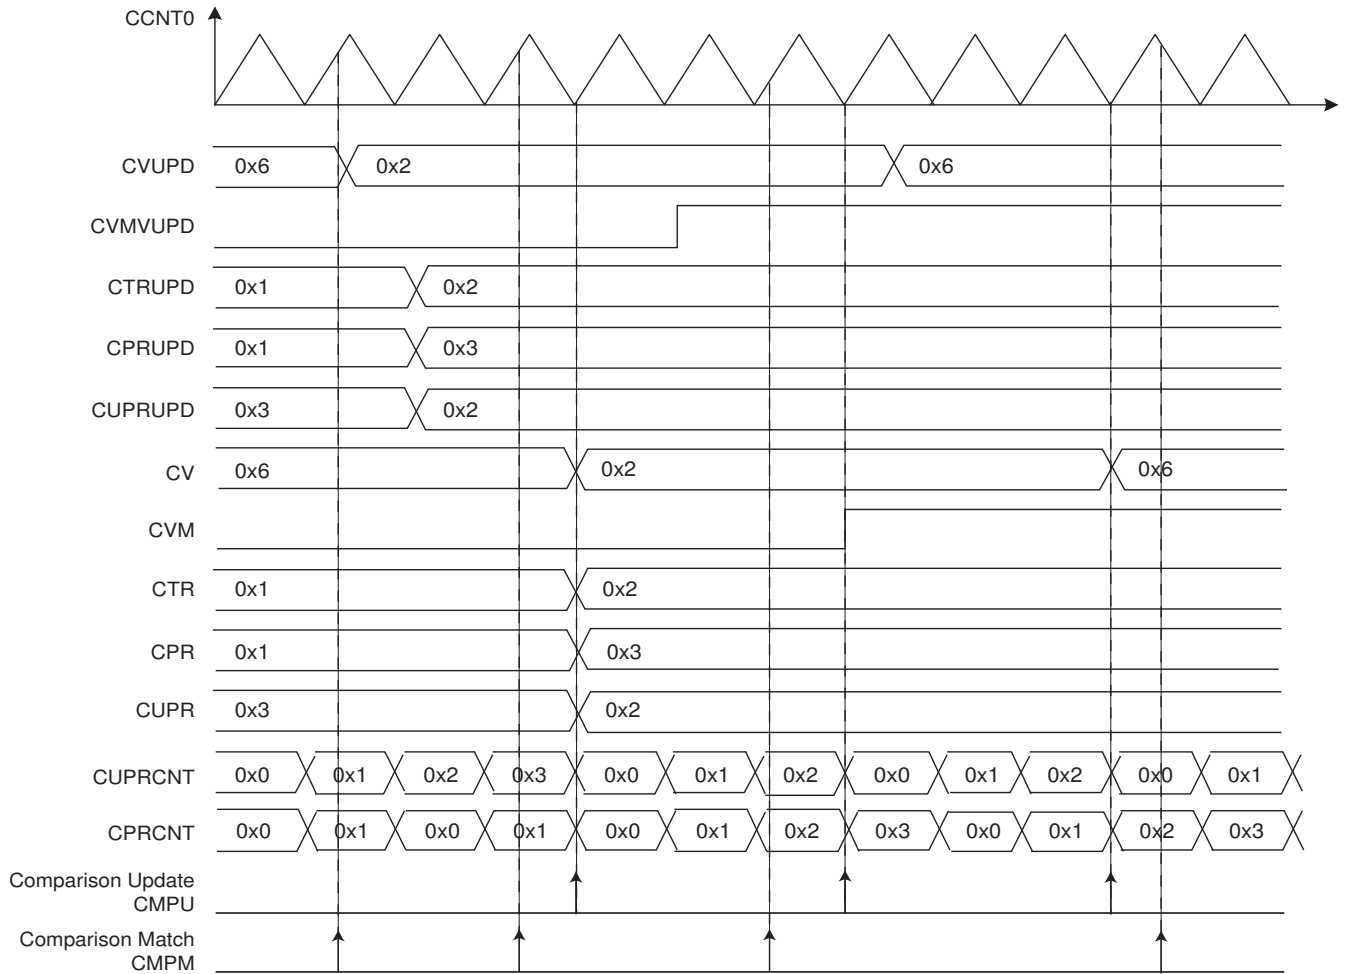 CCNT0
CVUPD 0x6 0x2 0x6
CVMVUPD
CTRUPD 0x1 0x2
CPRUPD 0x1 0x3
CUPRUPD 0x3 0x2
CV 0x6 0x2 0x6
CVM
CTR 0x1 0x2
CPR 0x1 0x3
CUPR 0x3 0x2
CUPRCNT 0x0 0x1 0x2 0x3 0x0 0x1 0x2 0x0 0x1 0x2 0x0 0x1
CPRCNT 0x0 0x1 0x0 0x1 0x0 0x1 0x2 0x3 0x0 0x1 0x2 0x3
Comparison Update
CMPU
Comparison Match
CMPM